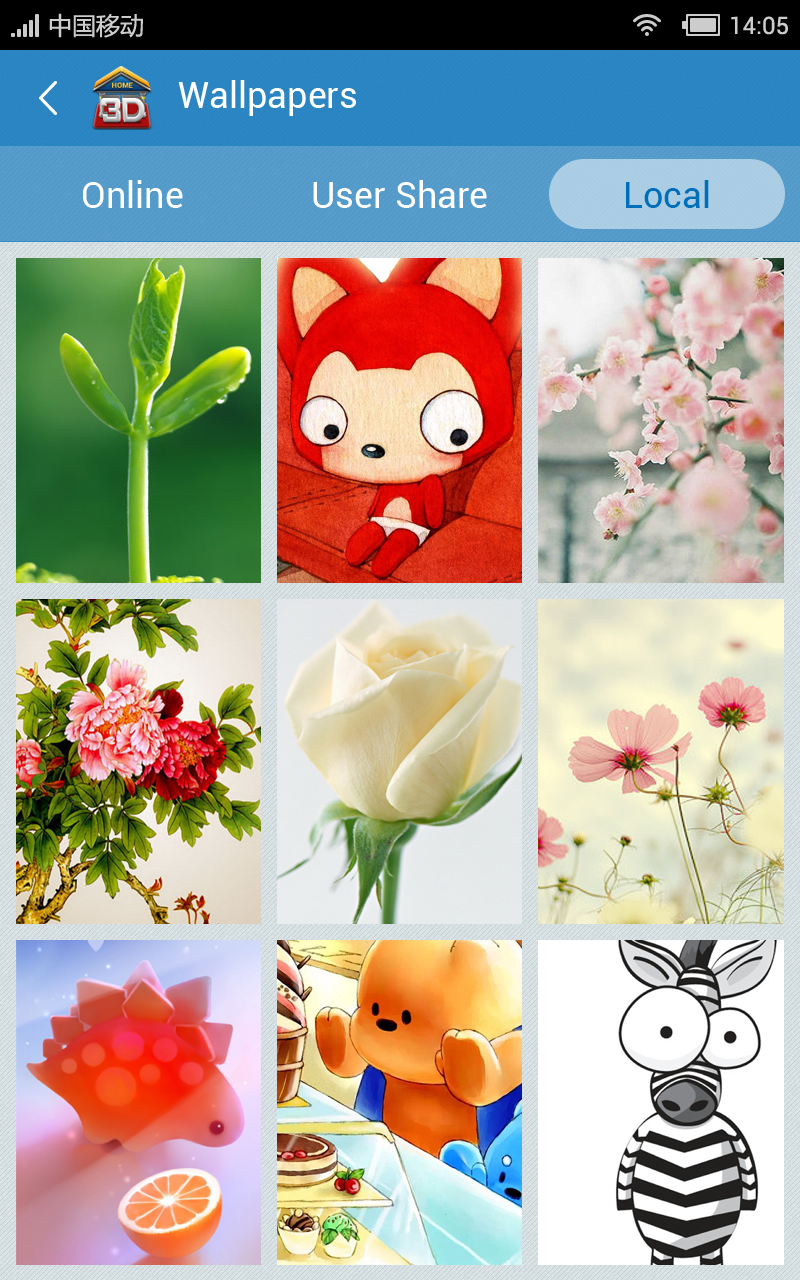 中国移动 14:05
HOME
3D
Wallpapers
Online User Share Local